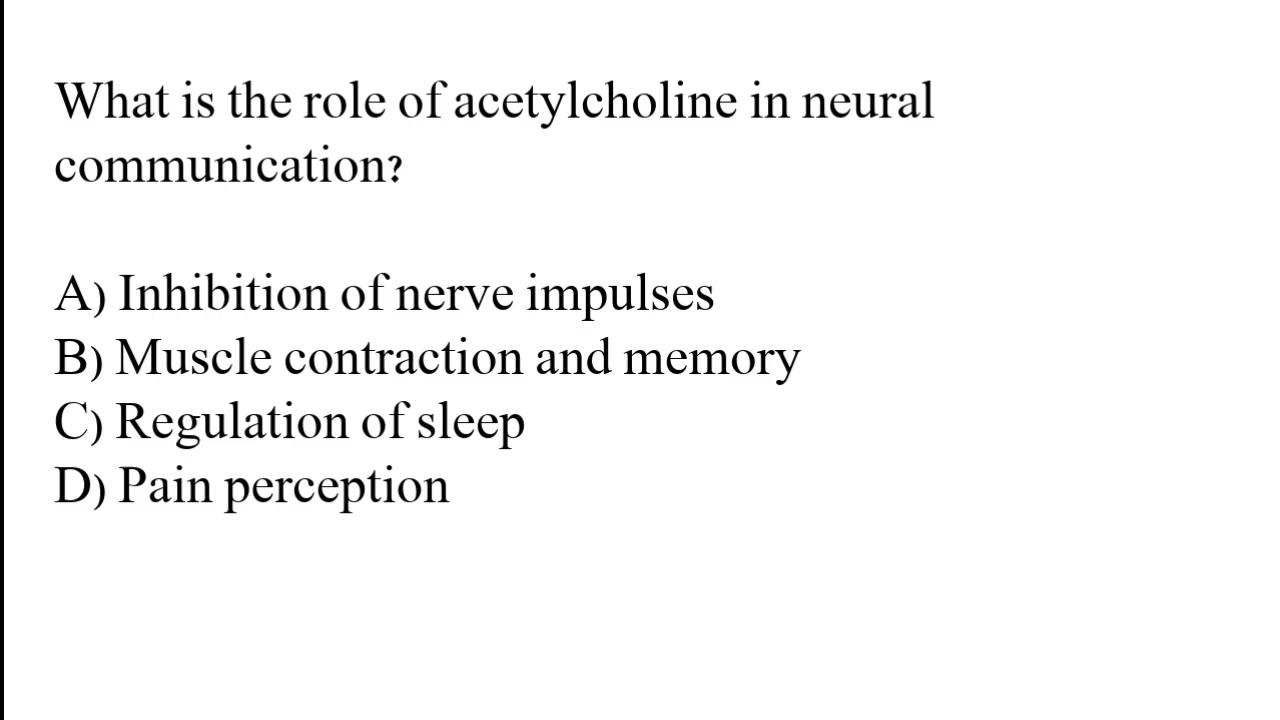 What is the role of acetylcholine in neural
communication?
A) Inhibition of nerve impulses
B) Muscle contraction and memory
C) Regulation of sleep
D) Pain perception